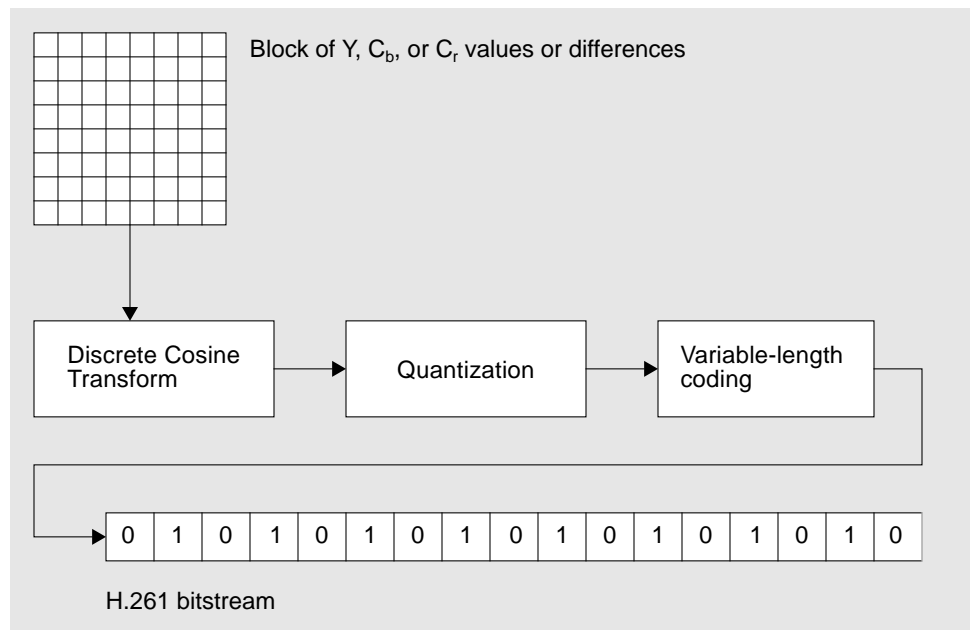 Block of Y, Cb, or Cr values or differences
Discrete Cosine
Transform
Quantization
Variable-length
coding
0 1 0 1 0 1 0 1 0 1 0 1 0 1 0 1 0
H.261 bitstream